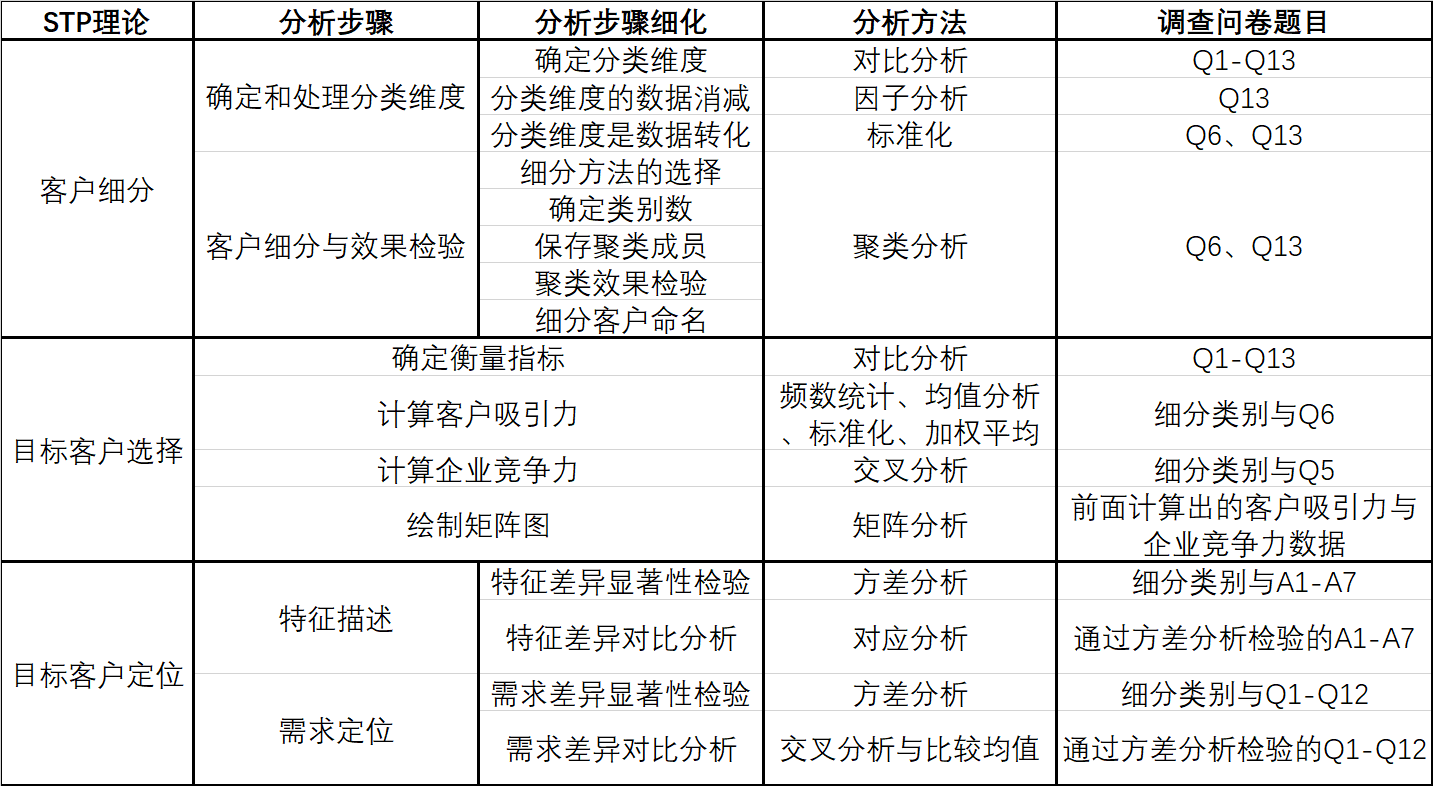 STP理论 分析步骤 分析步骤细化 分析方法 调查问卷题目
客户细分
确定和处理分类维度
确定分类维度 对比分析 Q1-Q13
分类维度的数据消减 因子分析 Q13
分类维度是数据转化 标准化 Q6、Q13
客户细分与效果检验
细分方法的选择
确定类别数
保存聚类成员
聚类效果检验
细分客户命名
聚类分析
Q6、Q13
目标客户选择
确定衡量指标 对比分析 Q1-Q13
计算客户吸引力
频数统计、均值分析
、标准化、加权平均
细分类别与Q6
计算企业竞争力 交叉分析 细分类别与Q5
绘制矩阵图 矩阵分析
前面计算出的客户吸引力与
企业竞争力数据
目标客户定位
特征描述
特征差异显著性检验 方差分析 细分类别与A1-A7
特征差异对比分析 对应分析 通过方差分析检验的A1-A7
需求定位
需求差异显著性检验 方差分析 细分类别与Q1-Q12
需求差异对比分析 交叉分析与比较均值 通过方差分析检验的Q1-Q12